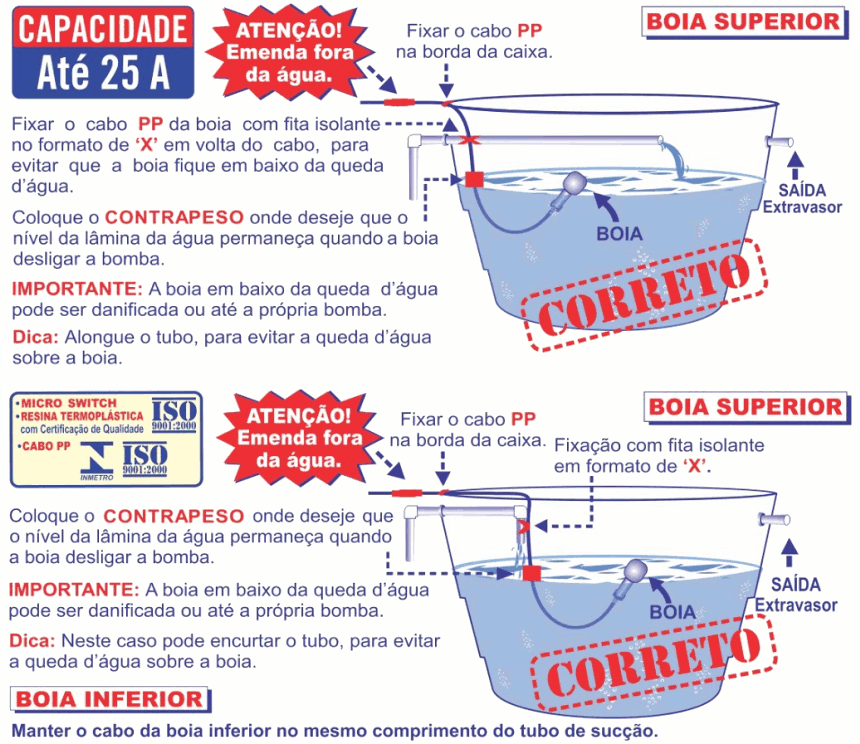 CAPACIDADE
Até 25 A
ATENÇÃO!
Emenda fora
da água.
Fixar o cabo PP
na borda da caixa.
BOIA SUPERIOR
Fixar o cabo PP da boia com fita isolante
no formato de ‘X’ em volta do cabo, para
evitar que a boia fique em baixo da queda
d’água.
Coloque o CONTRAPESO onde deseje que o
nível da lâmina da água permaneça quando a boia
desligar a bomba.
IMPORTANTE: A boia em baixo da queda d’água
pode ser danificada ou até a própria bomba.
Dica: Alongue o tubo, para evitar a queda d’água
sobre a boia.
SAÍDA
Extravasor
BOIA
CORRETO
•MICRO SWITCH
•RESINA TERMOPLÁSTICA
com Certificação de Qualidade
ISO
9001:2000
•CABO PP
INMETRO
ISO
9001:2000
ATENÇÃO!
Emenda fora
da água.
Fixar o cabo PP
na borda da caixa.
BOIA SUPERIOR
Fixação com fita isolante
em formato de ‘X’.
Coloque o CONTRAPESO onde deseje que
o nível da lâmina da água permaneça quando
a boia desligar a bomba.
IMPORTANTE: A boia em baixo da queda d’água
pode ser danificada ou até a própria bomba.
Dica: Neste caso pode encurtar o tubo, para evitar
a queda d’água sobre a boia.
SAÍDA
Extravasor
BOIA
CORRETO
BOIA INFERIOR
Manter o cabo da boia inferior no mesmo comprimento do tubo de sucção.